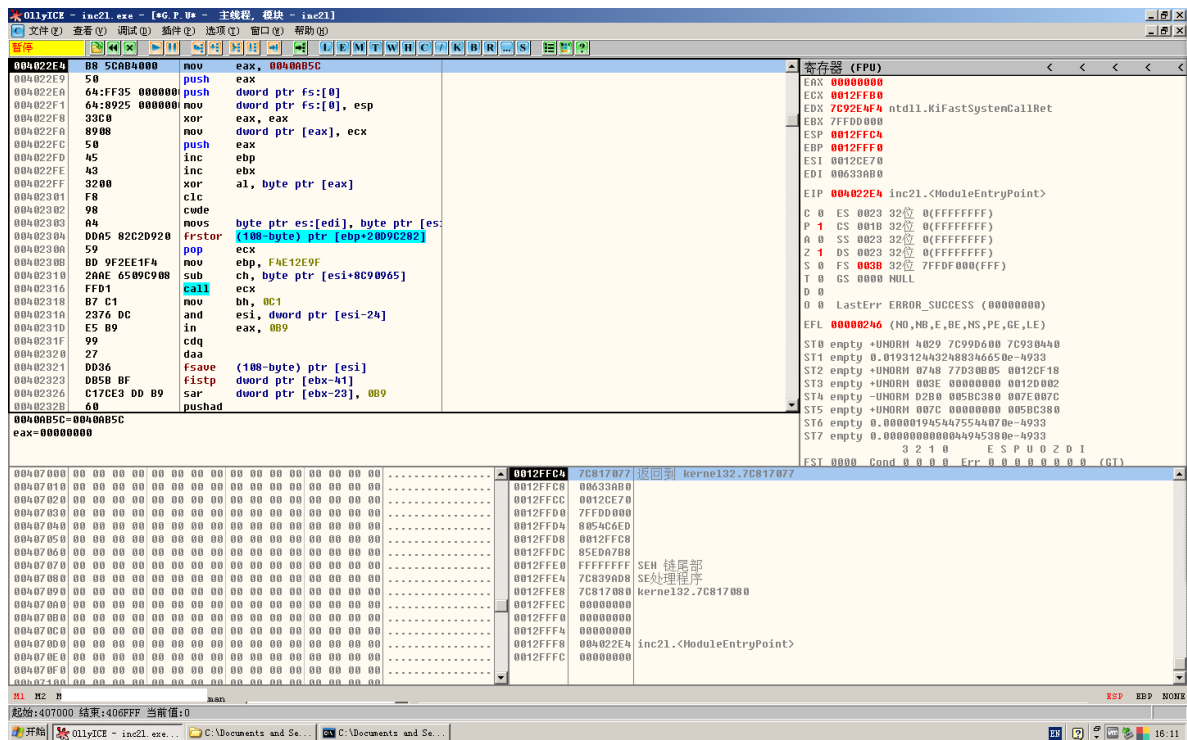 OllyICE - inc2l.exe - [*G.P.U* - 主线程, 模块 - inc2l]
C 文件(F) 查看(V) 调试(D) 插件(P) 选项(T) 窗口(W) 帮助(H)
暂停 L E M T W H C / K B R ... S ?
004022E4 B8 5CAB4000 mov eax, 0040AB5C
004022E9 50 push eax
004022EA 64:FF35 000000 push dword ptr fs:[0]
004022F1 64:8925 000000 mov dword ptr fs:[0], esp
004022F8 33C0 xor eax, eax
004022FA 8908 mov dword ptr [eax], ecx
004022FC 50 push eax
004022FD 45 inc ebp
004022FE 43 inc ebx
004022FF 3200 xor al, byte ptr [eax]
00402301 F8 clc
00402302 98 cwde
00402303 A4 movs byte ptr es:[edi], byte ptr [es:
00402304 DDA5 82C2D920 frstor (108-byte) ptr [ebp+20D9C282]
0040230A 59 pop ecx
0040230B BD 9F2EE1F4 mov ebp, F4E12E9F
00402310 2AAE 6509C908 sub ch, byte ptr [esi+8C90965]
00402316 FFD1 call ecx
00402318 B7 C1 mov bh, 0C1
0040231A 2376 DC and esi, dword ptr [esi-24]
0040231D E5 B9 in eax, 0B9
0040231F 99 cdq
00402320 27 daa
00402321 DD36 fsave (108-byte) ptr [esi]
00402323 DB5B BF fistp dword ptr [ebx-41]
00402326 C17CE3 DD B9 sar dword ptr [ebx-23], 0B9
0040232B 60 pushad
0040AB5C=0040AB5C
eax=00000000
寄存器 (FPU) < < < < <
EAX 00000000
ECX 0012FFB0
EDX 7C92E4F4 ntdll.KiFastSystemCallRet
EBX 7FFDD000
ESP 0012FFC4
EBP 0012FFF0
ESI 0012CE70
EDI 00633AB0
EIP 004022E4 inc2l.<ModuleEntryPoint>
C 0 ES 0023 32位 0(FFFFFFFF)
P 1 CS 001B 32位 0(FFFFFFFF)
A 0 SS 0023 32位 0(FFFFFFFF)
Z 1 DS 0023 32位 0(FFFFFFFF)
S 0 FS 003B 32位 7FFDF000(FFF)
T 0 GS 0000 NULL
D 0
O 0 LastErr ERROR_SUCCESS (00000000)
EFL 00000246 (NO,NB,E,BE,NS,PE,GE,LE)
ST0 empty +UNORM 4029 7C99D600 7C930440
ST1 empty 0.0193124432488346650e-4933
ST2 empty +UNORM 0748 77D30B05 0012CF18
ST3 empty +UNORM 003E 00000000 0012D002
ST4 empty -UNORM D2B0 005BC380 007E007C
ST5 empty +UNORM 007C 00000000 005BC380
ST6 empty 0.0000019454475544070e-4933
ST7 empty 0.0000000000044945380e-4933
3 2 1 0 E S P U O Z D I
FST 0000 Cond 0 0 0 0 Err 0 0 0 0 0 0 0 0 (GT)
00407000 00 00 00 00 00 00 00 00 00 00 00 00 00 00 00 00 ................
00407010 00 00 00 00 00 00 00 00 00 00 00 00 00 00 00 00 ................
00407020 00 00 00 00 00 00 00 00 00 00 00 00 00 00 00 00 ................
00407030 00 00 00 00 00 00 00 00 00 00 00 00 00 00 00 00 ................
00407040 00 00 00 00 00 00 00 00 00 00 00 00 00 00 00 00 ................
00407050 00 00 00 00 00 00 00 00 00 00 00 00 00 00 00 00 ................
00407060 00 00 00 00 00 00 00 00 00 00 00 00 00 00 00 00 ................
00407070 00 00 00 00 00 00 00 00 00 00 00 00 00 00 00 00 ................
00407080 00 00 00 00 00 00 00 00 00 00 00 00 00 00 00 00 ................
00407090 00 00 00 00 00 00 00 00 00 00 00 00 00 00 00 00 ................
004070A0 00 00 00 00 00 00 00 00 00 00 00 00 00 00 00 00 ................
004070B0 00 00 00 00 00 00 00 00 00 00 00 00 00 00 00 00 ................
004070C0 00 00 00 00 00 00 00 00 00 00 00 00 00 00 00 00 ................
004070D0 00 00 00 00 00 00 00 00 00 00 00 00 00 00 00 00 ................
004070E0 00 00 00 00 00 00 00 00 00 00 00 00 00 00 00 00 ................
004070F0 00 00 00 00 00 00 00 00 00 00 00 00 00 00 00 00 ................
00407100 00 00 00 00 00 00 00 00 00 00 00 00 00 00 00 00 ................
0012FFC4 7C817077 返回到 kernel32.7C817077
0012FFC8 00633AB0
0012FFCC 0012CE70
0012FFD0 7FFDD000
0012FFD4 8054C6ED
0012FFD8 0012FFC8
0012FFDC 85EDA7B8
0012FFE0 FFFFFFFF SEH 链尾部
0012FFE4 7C839AD8 SE处理程序
0012FFE8 7C817080 kernel32.7C817080
0012FFEC 00000000
0012FFF0 00000000
0012FFF4 00000000
0012FFF8 004022E4 inc2l.<ModuleEntryPoint>
0012FFFC 00000000
M1 M2 ESP EBP NONE
起始:407000 结束:406FFF 当前值:0
开始 OllyICE - inc2l.exe... C:\Documents and Se... C:\Documents and Se... EN 16:11